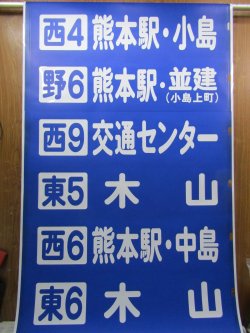 西4 熊本駅・小島
野6 熊本駅・並建
(小島上町)
西9 交通センター
東5 木山
西6 熊本駅・中島
東6 木山